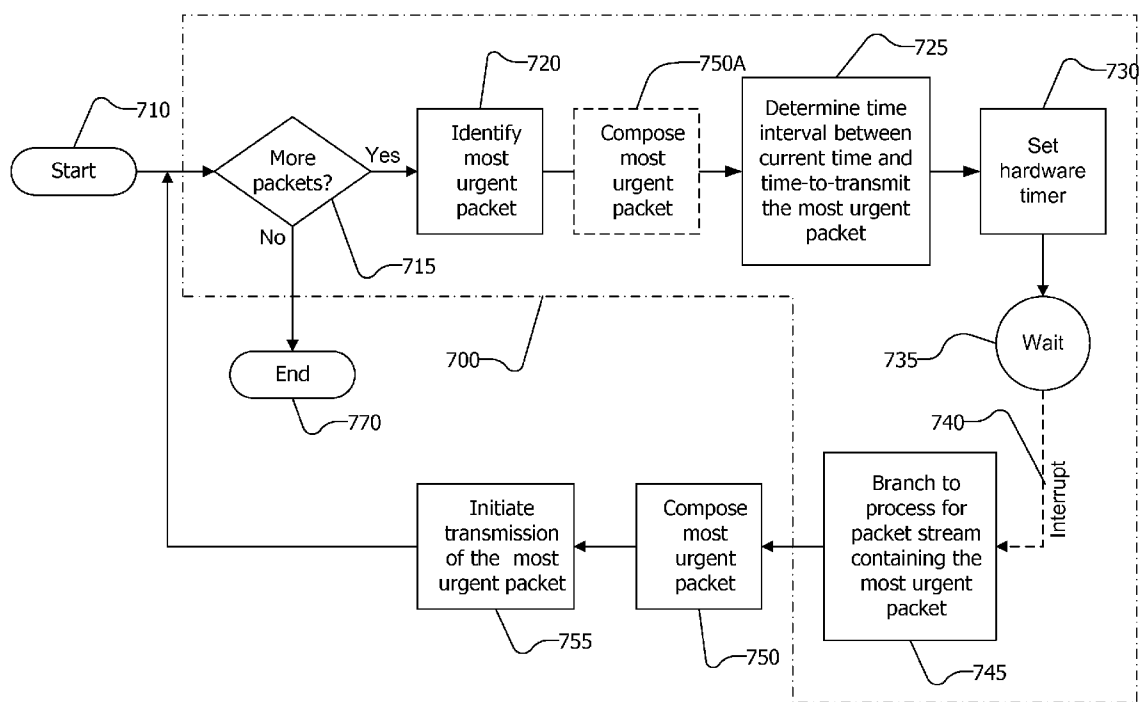 710
Start
More
packets?
Yes
No
715
720
Identify
most
urgent
packet
750A
Compose
most
urgent
packet
725
Determine time
interval between
current time and
time-to-transmit
the most urgent
packet
730
Set
hardware
timer
Wait
735
740
Interrupt
700
End
770
Branch to
process for
packet stream
containing the
most urgent
packet
745
Compose
most
urgent
packet
750
Initiate
transmission
of the most
urgent packet
755